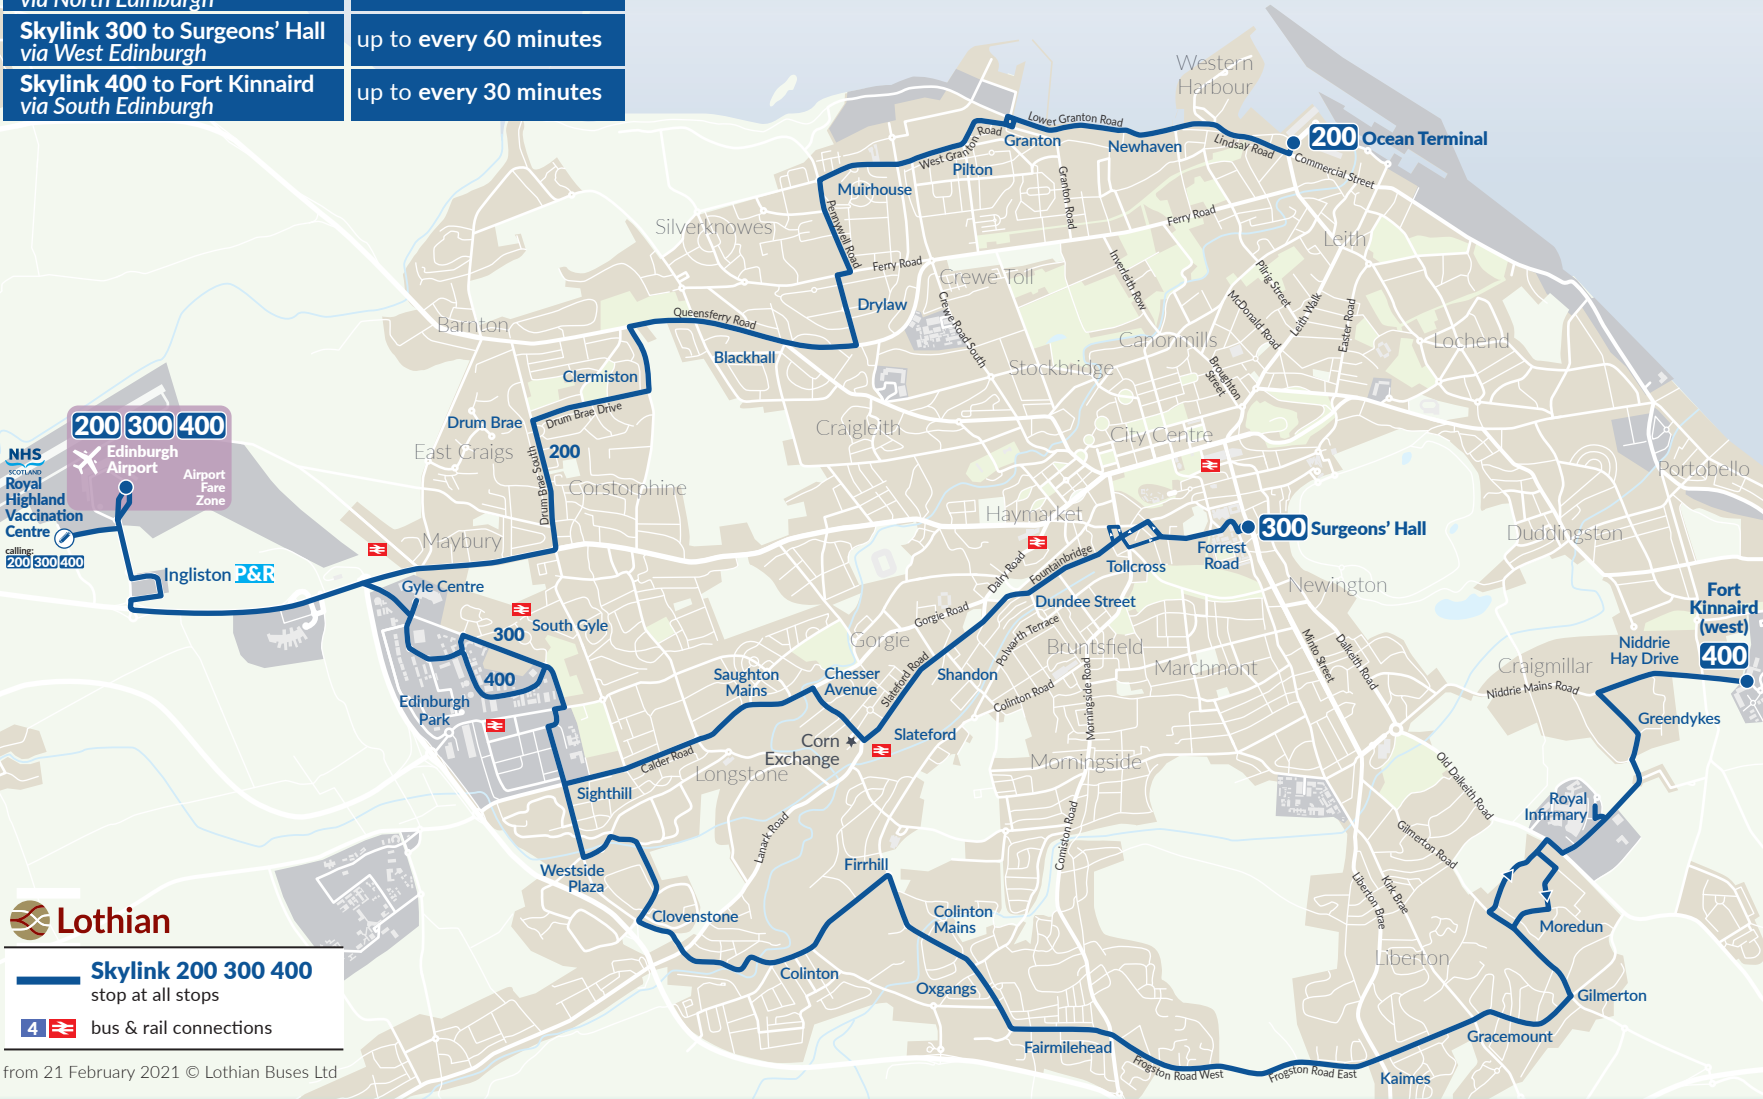 via North Edinburgh
Skylink 300 to Surgeons' Hall
via West Edinburgh
up to every 60 minutes
Skylink 400 to Fort Kinnaird
via South Edinburgh
up to every 30 minutes
Western
Harbour
Lower Granton Road
Granton
Newhaven
Lindsay Road
200 Ocean Terminal
Commercial Street
West Granton Road
Pilton
Muirhouse
Granton Road
Silverknowes
Pennywell Road
Ferry Road
Ferry Road
Leith
Crewe Toll
Inverleith Row
Pilrig Street
Drylaw
Crewe Road South
McDonald Road
Leith Walk
Easter Road
Barnton
Queensferry Road
Blackhall
Canonmills
Lochend
Stockbridge
Broughton
Street
Clermiston
Drum Brae
Drum Brae Drive
Craigleith
City Centre
East Craigs
200
Drum Brae South
Corstorphine
Portobello
200 300 400
Edinburgh
Airport
Airport
Fare
Zone
NHS
SCOTLAND
Royal
Highland
Vaccination
Centre
calling:
200 300 400
Haymarket
300 Surgeons' Hall
Duddingston
Maybury
Forrest
Road
Tollcross
Fountainbridge
Dalry Road
Ingliston P&R
Gyle Centre
Newington
Fort
Kinnaird
(west)
400
Dundee Street
Gorgie Road
300
South Gyle
Gorgie
Polwarth Terrace
Bruntsfield
Minto Street
Dalkeith Road
Niddrie
Hay Drive
Marchmont
Craigmillar
400
Saughton
Mains
Chesser
Avenue
Slateford Road
Shandon
Colinton Road
Morningside Road
Niddrie Mains Road
Edinburgh
Park
Greendykes
Corn
Exchange
Slateford
Calder Road
Longstone
Morningside
Old Dalkeith Road
Sighthill
Royal
Infirmary
Lanark Road
Comiston Road
Gilmerton Road
Westside
Plaza
Firrhill
Liberton Brae
Kirk Brae
Clovenstone
Colinton
Mains
Moredun
Lothian
Liberton
Skylink 200 300 400
stop at all stops
Colinton
Oxgangs
Gilmerton
4 bus & rail connections
Gracemount
Fairmilehead
Frogston Road West
Frogston Road East
Kaimes
from 21 February 2021 © Lothian Buses Ltd